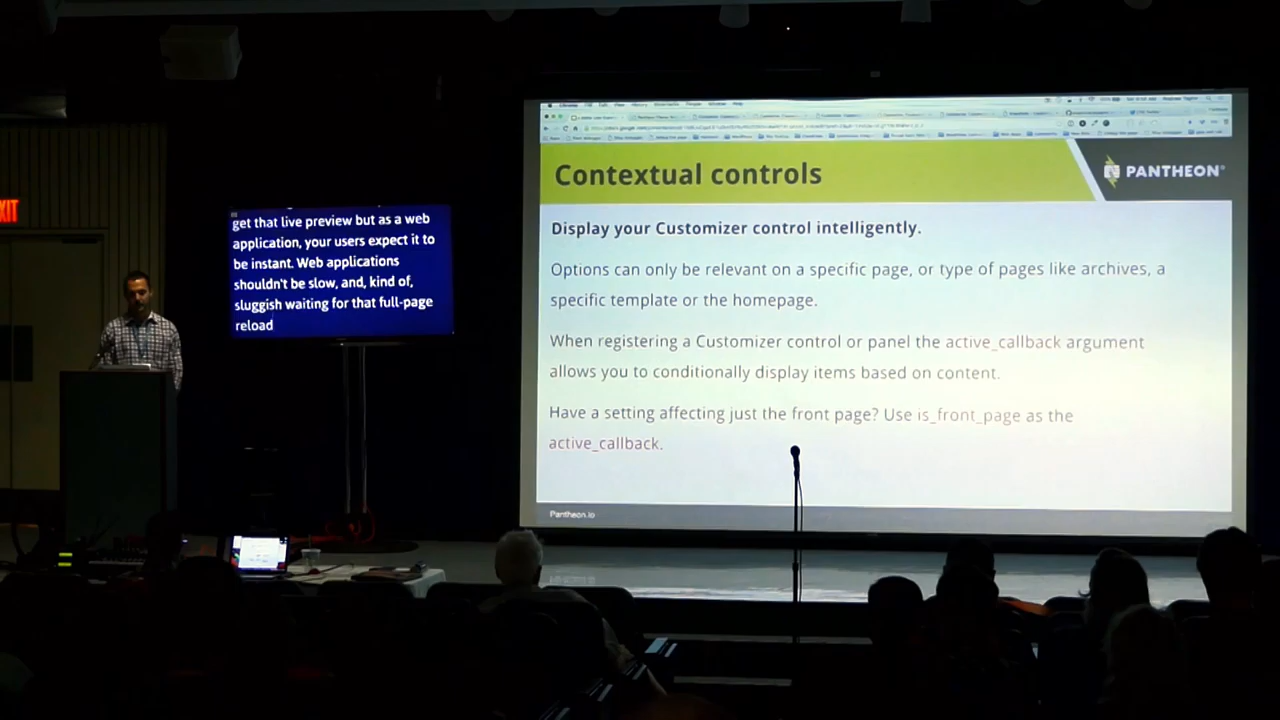 EXIT
get that live preview but as a web
application, your users expect it to
be instant. Web applications
shouldn't be slow, and, kind of,
sluggish waiting for that full-page
reload
Contextual controls
PANTHEON
Display your Customizer control intelligently.
Options can only be relevant on a specific page, or type of pages like archives, a
specific template or the homepage.
When registering a Customizer control or panel the active_callback argument
allows you to conditionally display items based on content.
Have a setting affecting just the front page? Use is_front_page as the
active_callback.
Pantheon.io